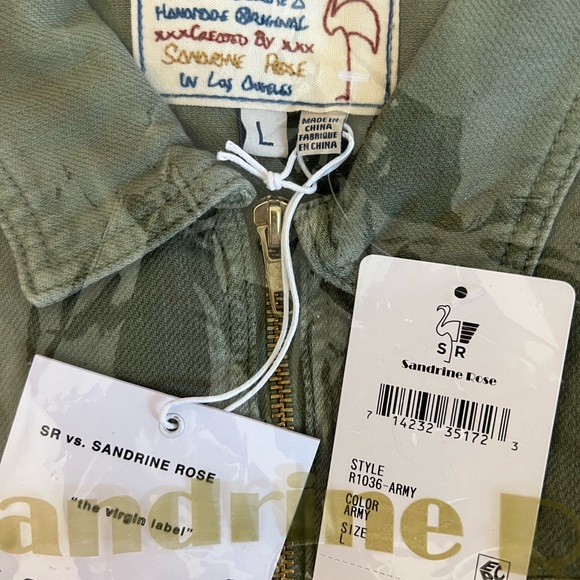 HANDMADE ORIGINAL
xxxCREATED By xxx
SANDRINE ROSE
IN LOS ANGELES
L
MADE IN
CHINA
FABRIQUE
EN CHINA
SR
Sandrine Rose
7 14232 35172 3
STYLE
R1036-ARMY
COLOR
ARMY
SIZE
L
SR vs. SANDRINE ROSE
"the virgin label"
andrine